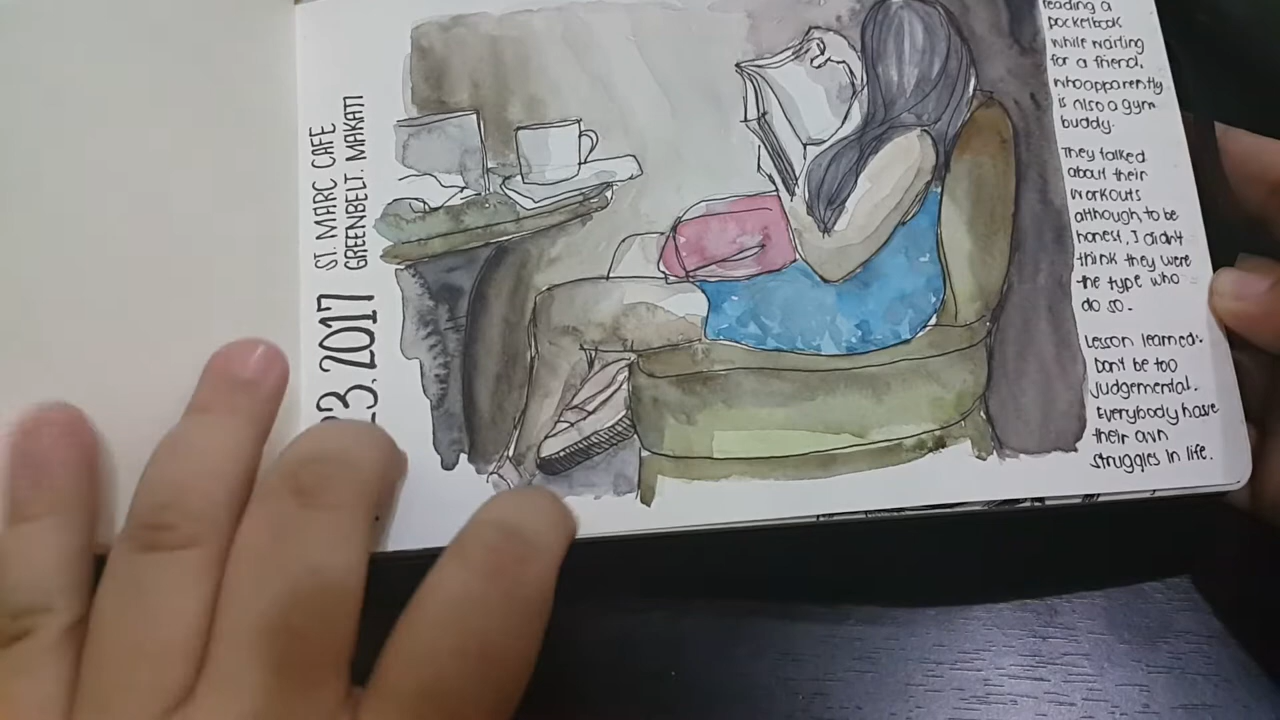 ST. MARC CAFE
GREENBELT. MAKATI
23, 2017
reading a
pocketbook
while waiting
for a friend.
who apparently
is also a gym
buddy.
They talked
about their
workouts
although, to be
honest, I didn't
think they were
the type who
do so.
Lesson learned:
Don't be too
judgemental.
Everybody have
their own
struggles in life.